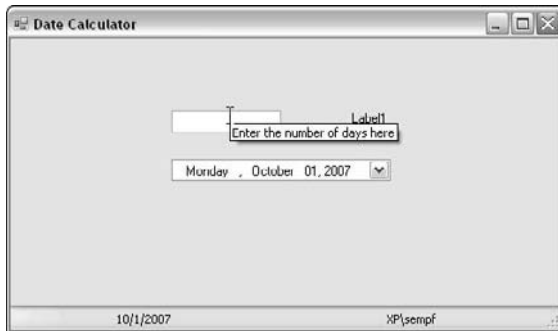 Date Calculator
Label1
Enter the number of days here
Monday , October 01, 2007
10/1/2007 XP\sempf